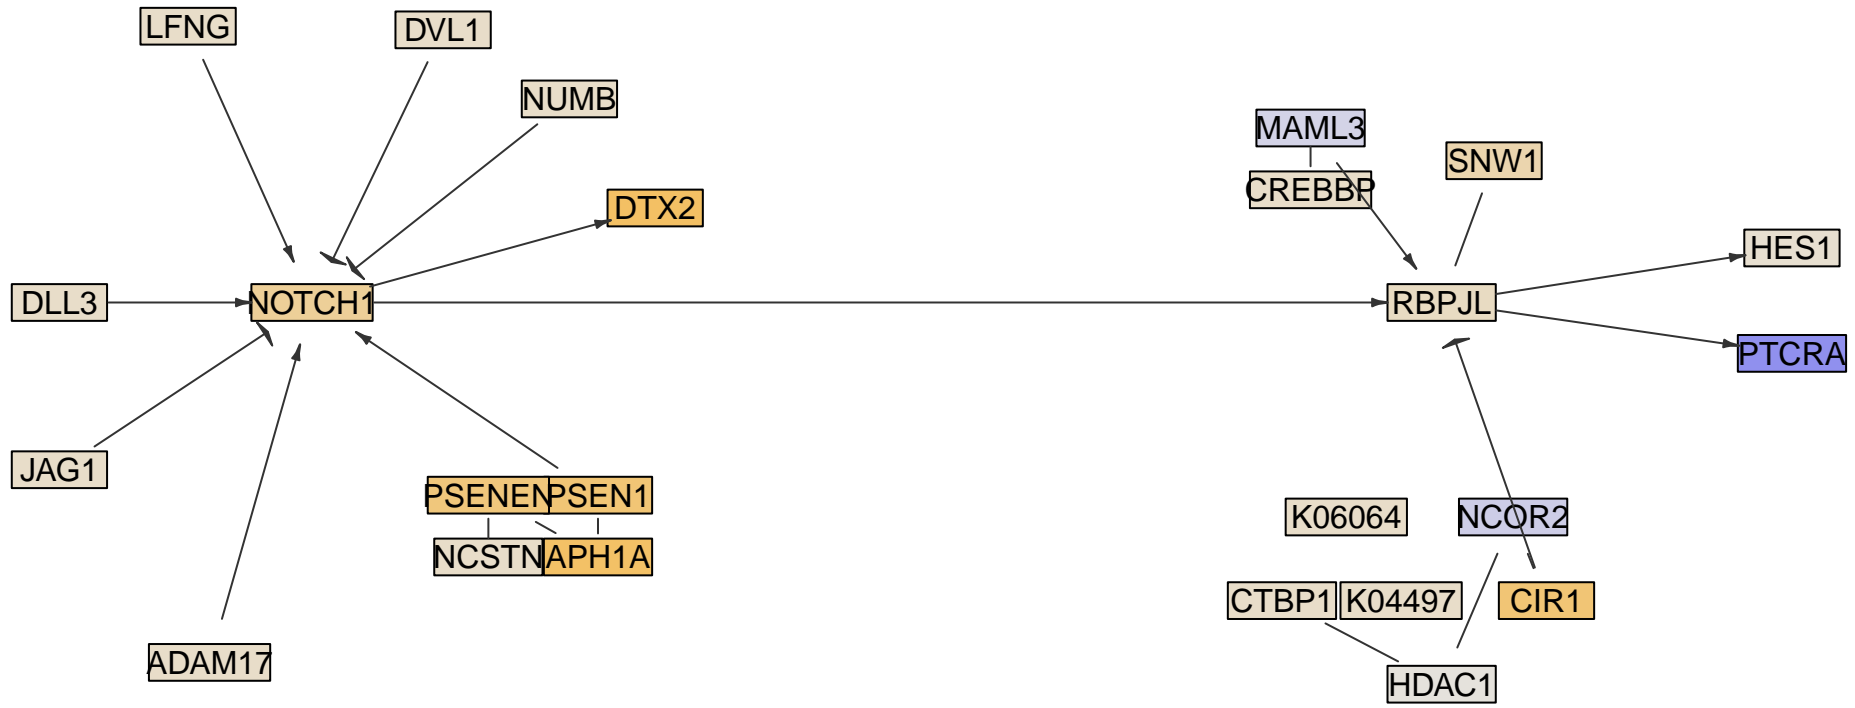 LFNG
DVL1
NUMB
MAML3
SNW1
CREBBP
DTX2
HES1
DLL3
NOTCH1
RBPJL
PTCRA
JAG1
PSENEN
PSEN1
K06064
NCOR2
NCSTN
APH1A
CTBP1
K04497
CIR1
ADAM17
HDAC1